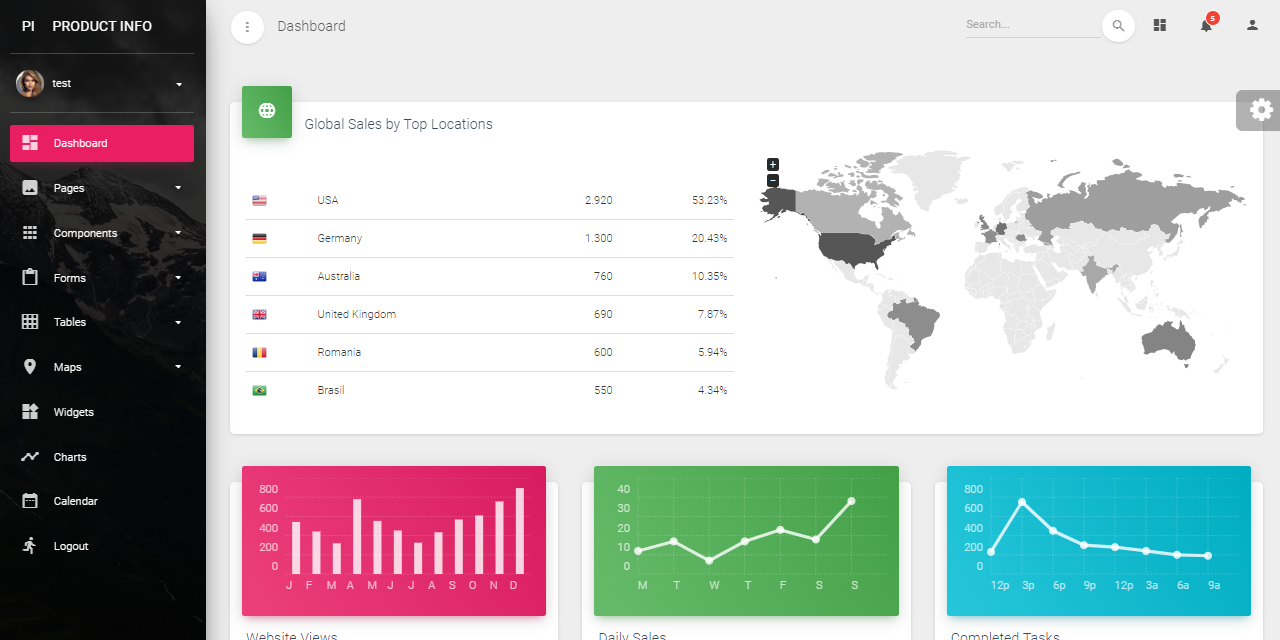 PI PRODUCT INFO
test
Dashboard
Pages
Components
Forms
Tables
Maps
Widgets
Charts
Calendar
Logout
Dashboard
Search...
5
Global Sales by Top Locations
USA 2.920 53.23%
Germany 1.300 20.43%
Australia 760 10.35%
United Kingdom 690 7.87%
Romania 600 5.94%
Brasil 550 4.34%
+
−
800
600
400
200
0
J F M A M J J A S O N D
Website Views
40
30
20
10
0
M T W T F S S
Daily Sales
800
600
400
200
0
12p 3p 6p 9p 12p 3a 6a 9a
Completed Tasks